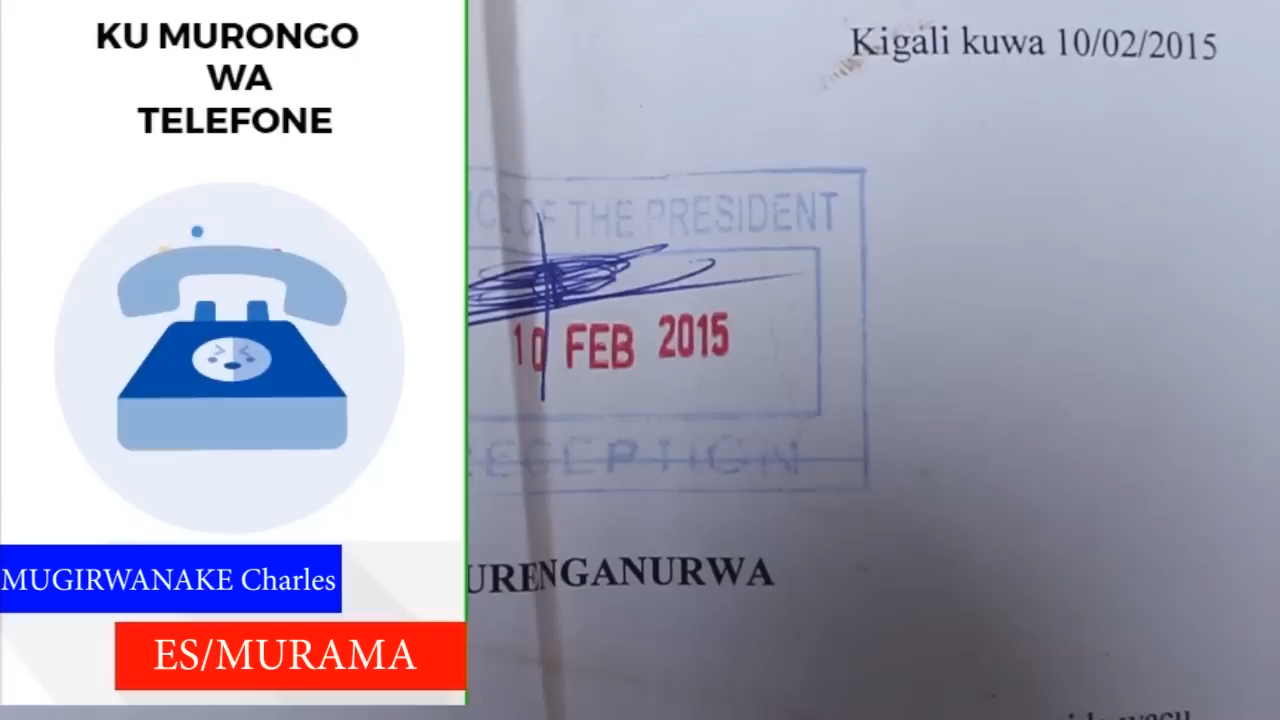 KU MURONGO
WA
TELEFONE
MUGIRWANAKE Charles
ES/MURAMA
Kigali kuwa 10/02/2015
OF THE PRESIDENT
10 FEB 2015
RECEPTION
URENGANURWA